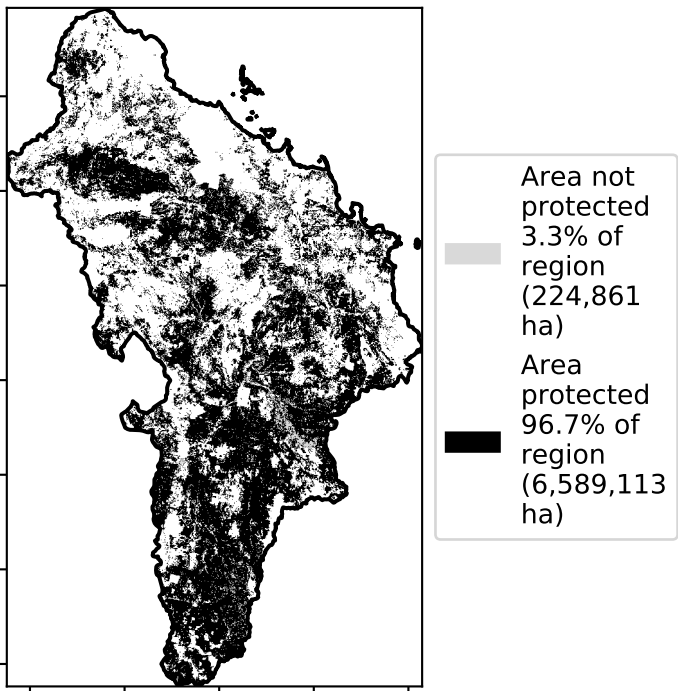 Area not
protected
3.3% of
region
(224,861
ha)
Area
protected
96.7% of
region
(6,589,113
ha)